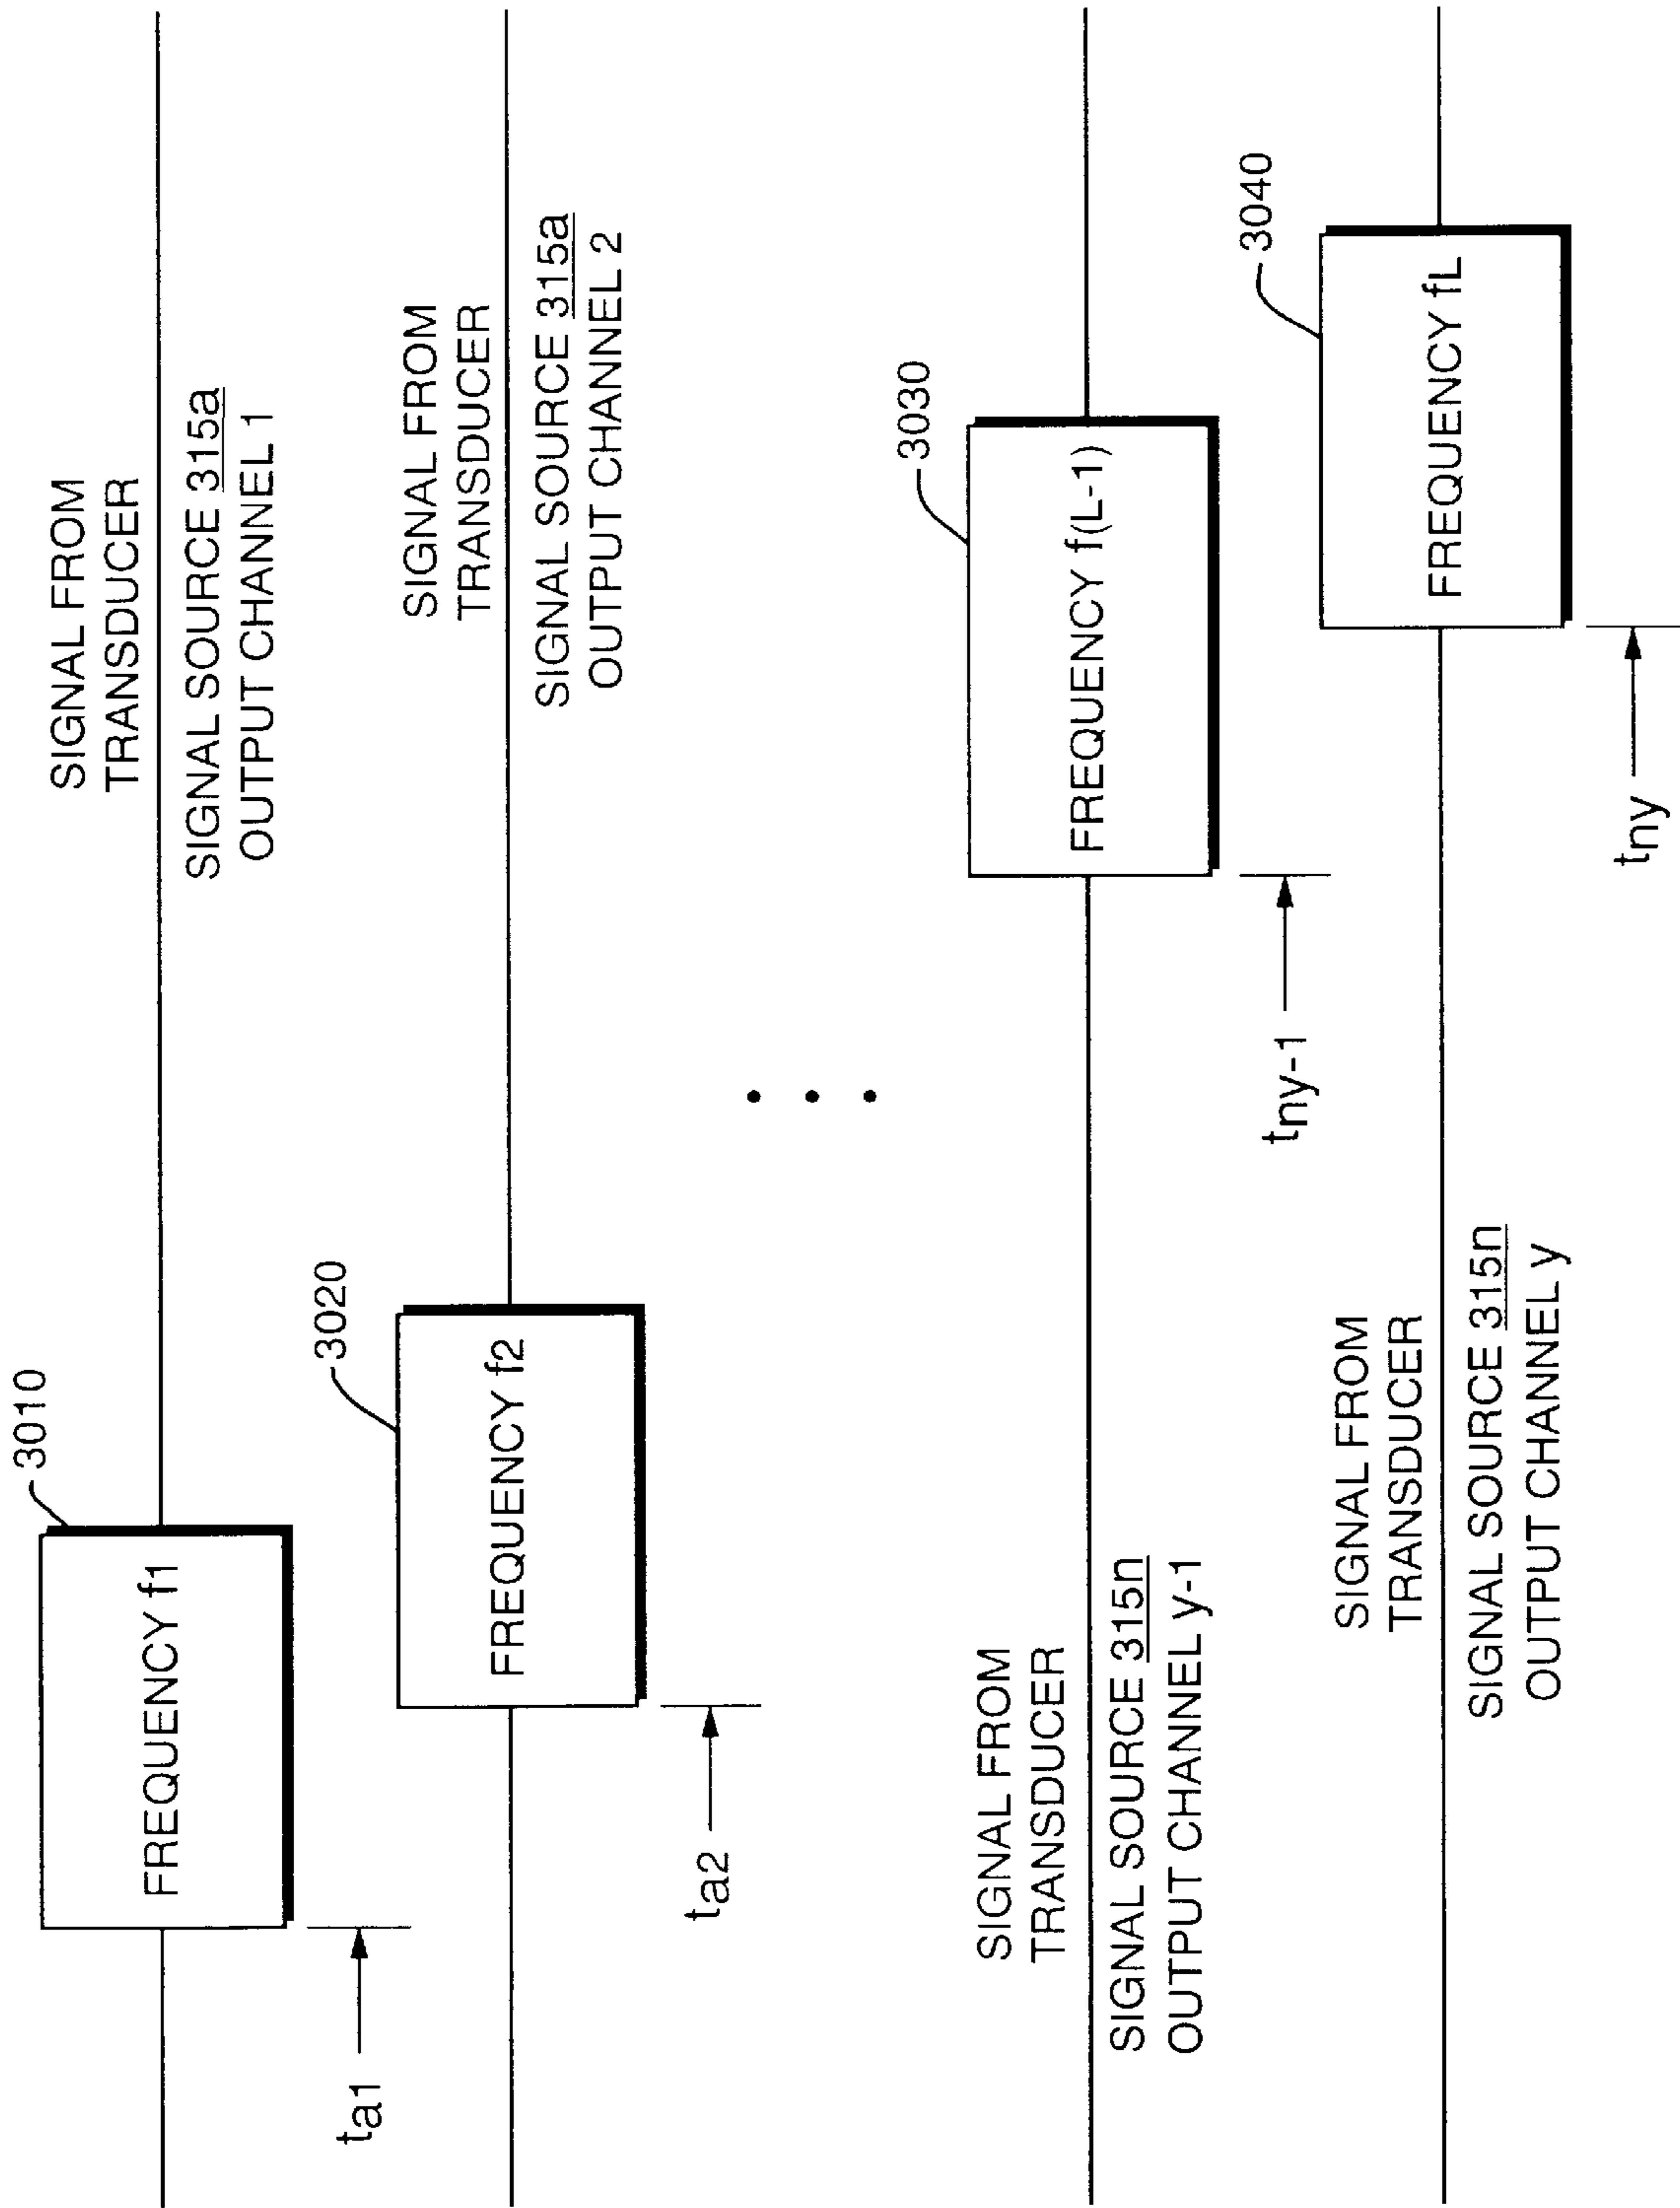 3010
FREQUENCY f1
ta1
SIGNAL FROM
TRANSDUCER
SIGNAL SOURCE 315a
OUTPUT CHANNEL 1
3020
FREQUENCY f2
ta2
SIGNAL FROM
TRANSDUCER
SIGNAL SOURCE 315a
OUTPUT CHANNEL 2
SIGNAL FROM
TRANSDUCER
SIGNAL SOURCE 315n
OUTPUT CHANNEL y-1
3030
FREQUENCY f(L-1)
tny-1
SIGNAL FROM
TRANSDUCER
SIGNAL SOURCE 315n
OUTPUT CHANNEL y
3040
FREQUENCY fL
tny